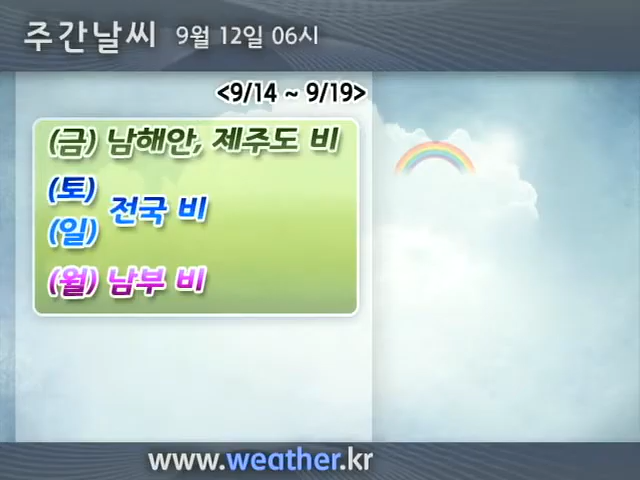 주간날씨 9월 12일 06시
<9/14 ~ 9/19>
(금) 남해안, 제주도 비
(토)
전국 비
(일)
(월) 남부 비
www.weather.kr